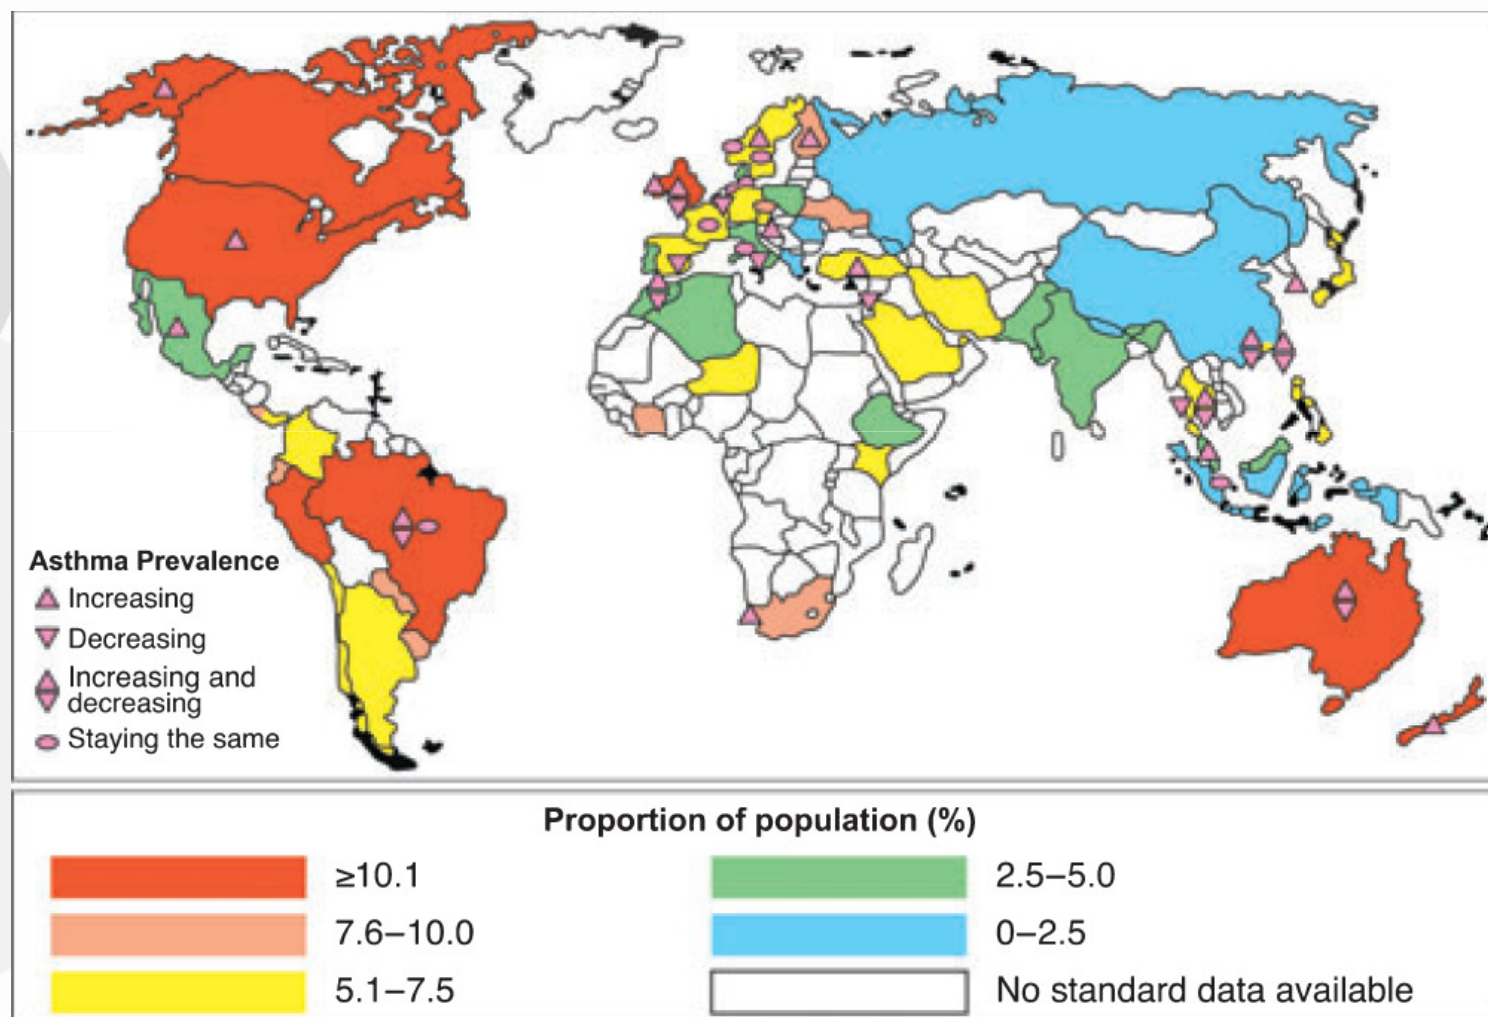 Asthma Prevalence
Increasing
Decreasing
Increasing and
decreasing
Staying the same
Proportion of population (%)
≥10.1
7.6–10.0
5.1–7.5
2.5–5.0
0–2.5
No standard data available